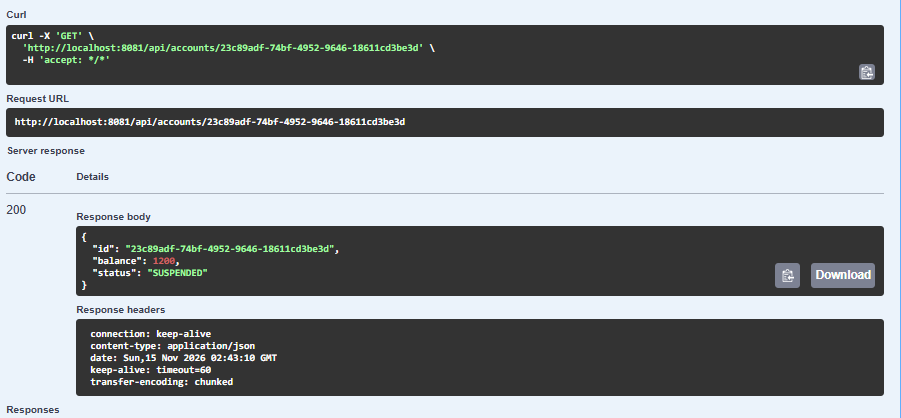 Curl
curl -X 'GET' \
  'http://localhost:8081/api/accounts/23c89adf-74bf-4952-9646-18611cd3be3d' \
  -H 'accept: */*'
Request URL
http://localhost:8081/api/accounts/23c89adf-74bf-4952-9646-18611cd3be3d
Server response
Code Details
200
Response body
{
  "id": "23c89adf-74bf-4952-9646-18611cd3be3d",
  "balance": 1200,
  "status": "SUSPENDED"
}
Download
Response headers
connection: keep-alive
content-type: application/json
date: Sun,15 Nov 2026 02:43:10 GMT
keep-alive: timeout=60
transfer-encoding: chunked
Responses